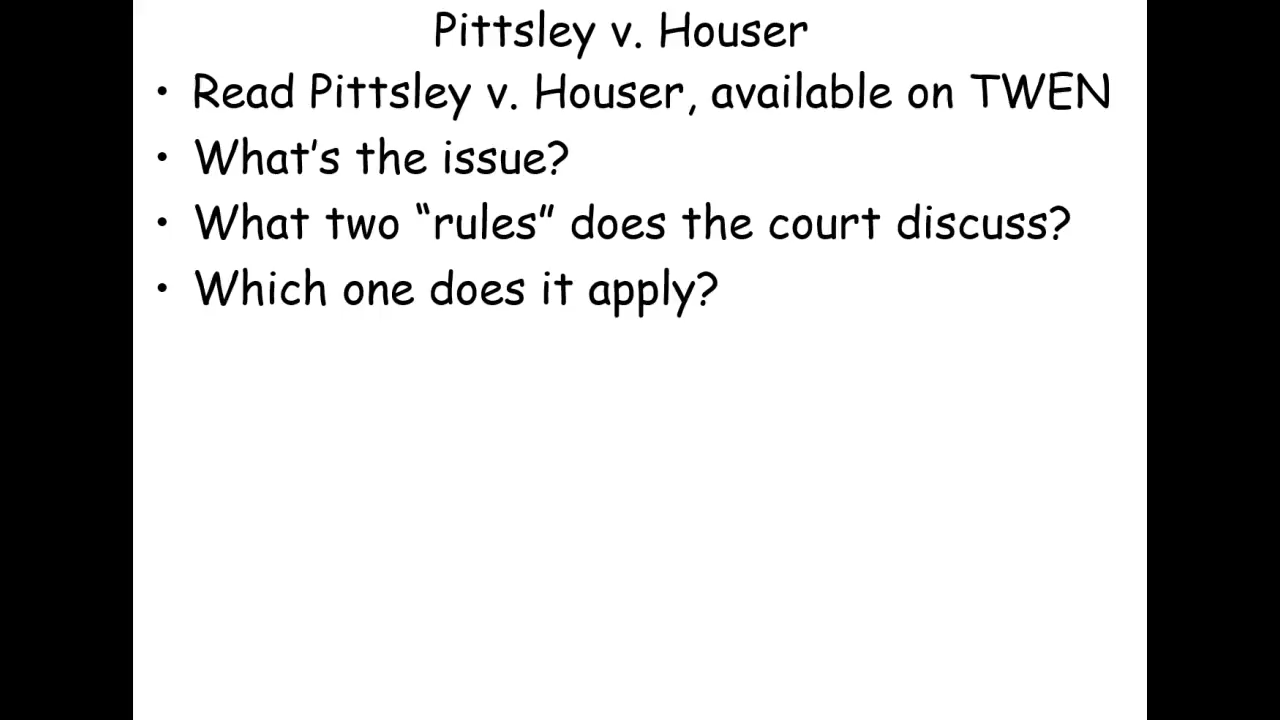 Pittsley v. Houser
• Read Pittsley v. Houser, available on TWEN
• What’s the issue?
• What two “rules” does the court discuss?
• Which one does it apply?